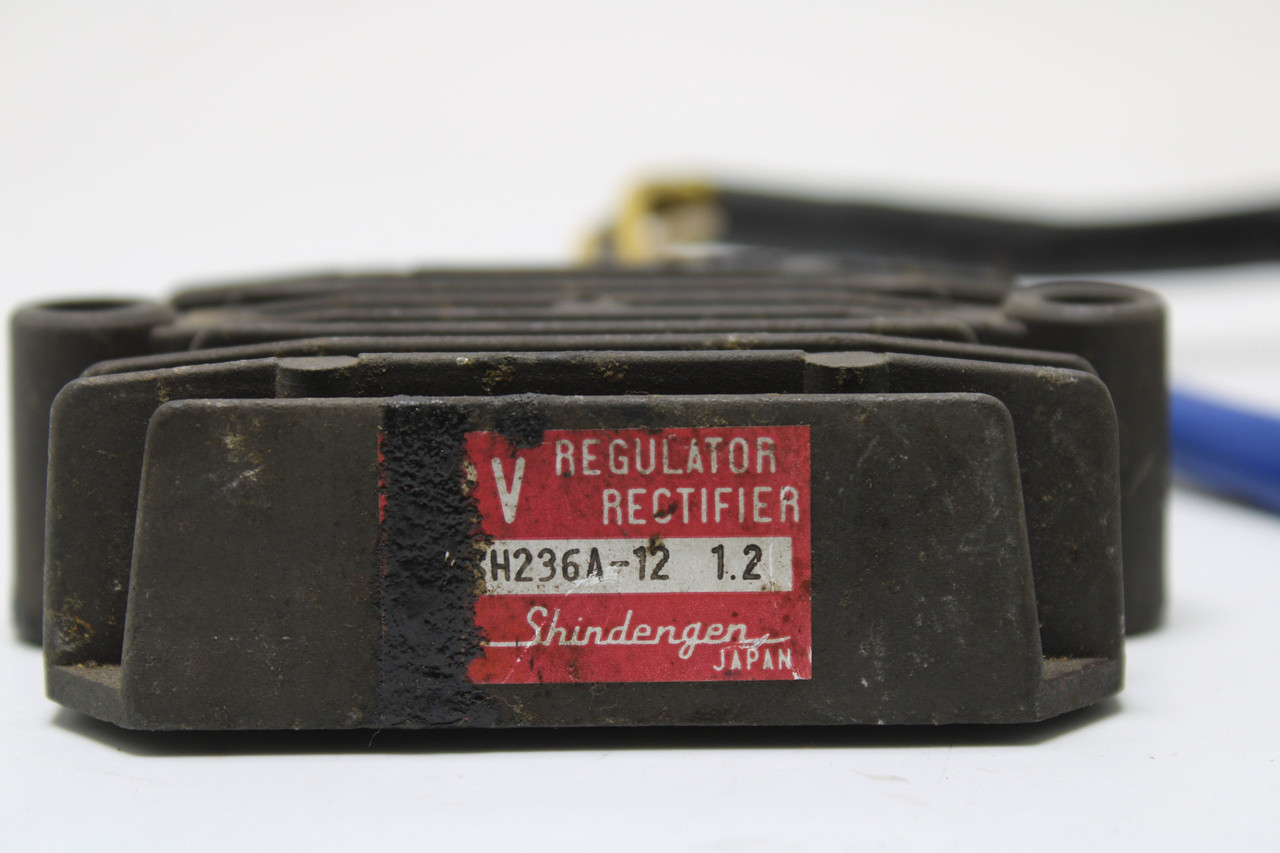 V REGULATOR
RECTIFIER
H236A-12 1.2
Shindengen
JAPAN